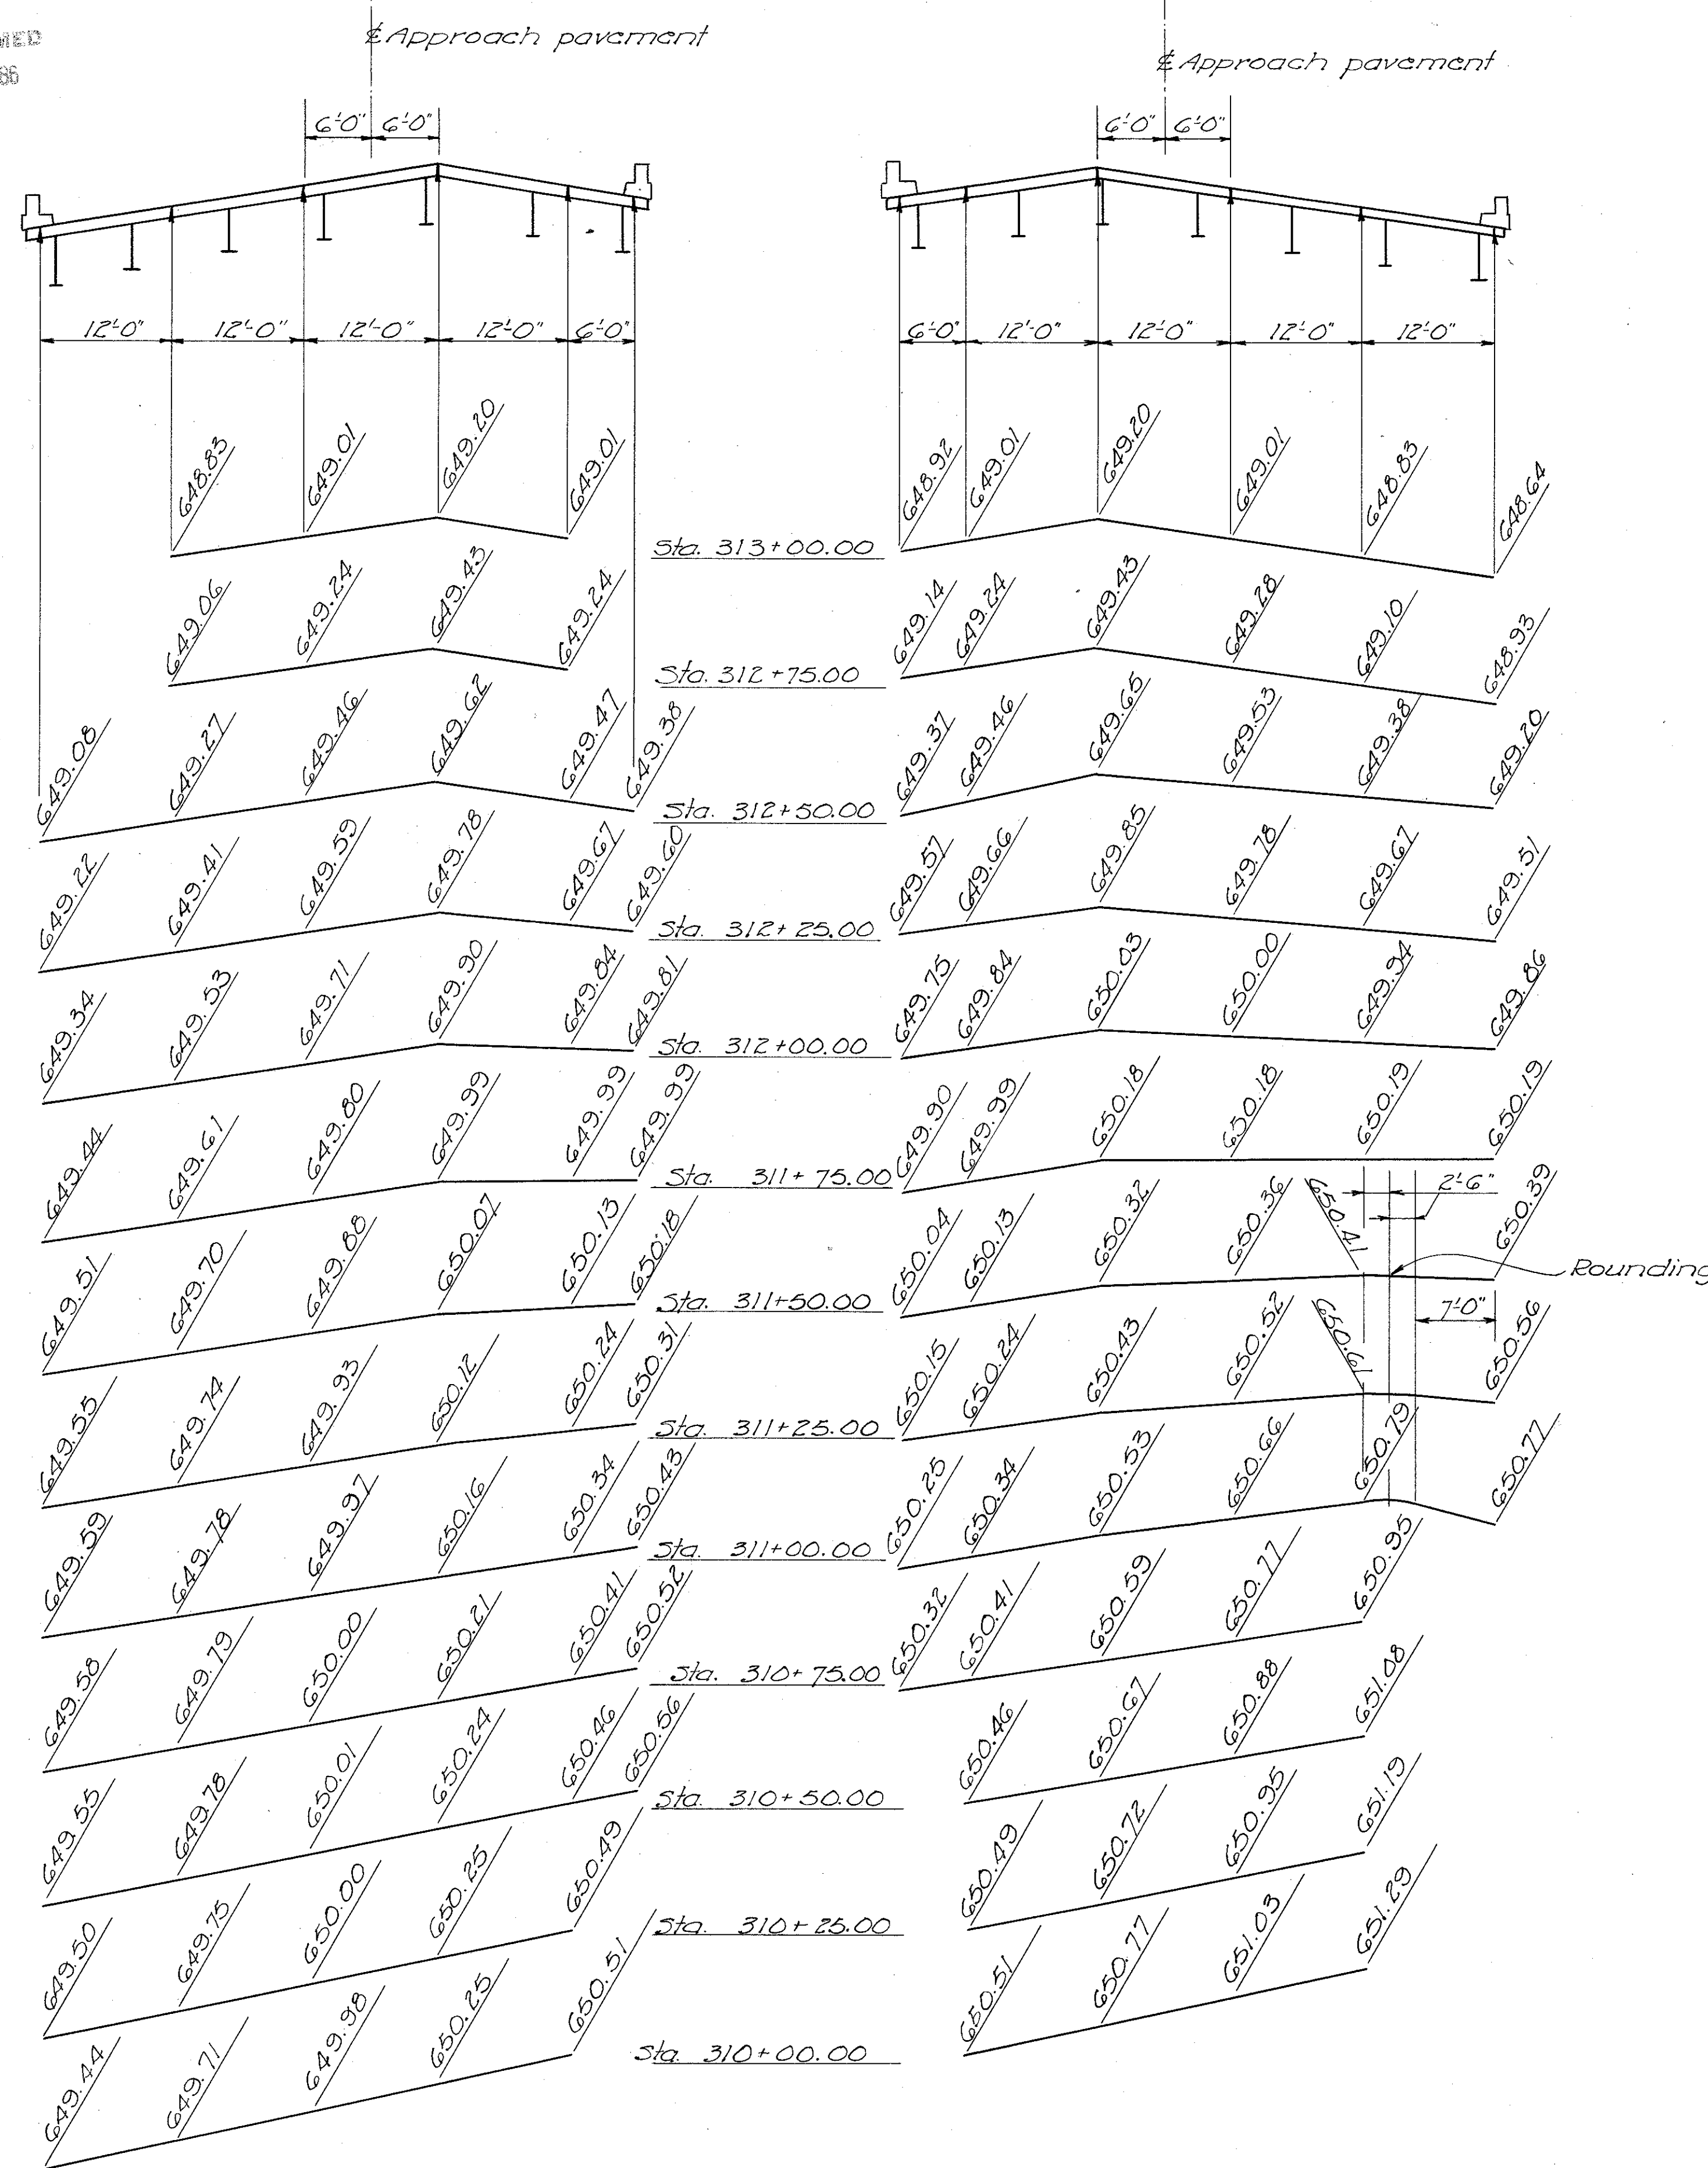 ℄ Approach pavement
℄ Approach pavement
6'-0" 6'-0"
6'-0" 6'-0"
12'-0" 12'-0" 12'-0" 12'-0" 6'-0"
6'-0" 12'-0" 12'-0" 12'-0" 12'-0"
648.83 649.01 649.20 649.01
Sta. 313+00.00
648.92 649.01 649.20 649.01 648.83 648.64
649.06 649.24 649.43 649.24
Sta. 312+75.00
649.14 649.24 649.43 649.28 649.10 648.93
649.08 649.27 649.46 649.62 649.47 649.38
Sta. 312+50.00
649.37 649.46 649.65 649.53 649.38 649.20
649.22 649.41 649.59 649.78 649.67 649.60
Sta. 312+25.00
649.57 649.66 649.85 649.78 649.67 649.51
649.34 649.53 649.71 649.90 649.84 649.81
Sta. 312+00.00
649.75 649.84 650.03 650.00 649.94 649.86
649.44 649.61 649.80 649.99 649.99 649.99
Sta. 311+75.00
649.90 649.99 650.18 650.18 650.19 650.19
2'-6"
649.51 649.70 649.88 650.07 650.13 650.18
Sta. 311+50.00
650.04 650.13 650.32 650.36 650.41 650.39
Rounding
7'-0"
649.55 649.74 649.93 650.12 650.24 650.31
Sta. 311+25.00
650.15 650.24 650.43 650.52 650.61 650.56
649.59 649.78 649.97 650.16 650.34 650.43
Sta. 311+00.00
650.25 650.34 650.53 650.66 650.79 650.77
649.58 649.79 650.00 650.21 650.41 650.52
Sta. 310+75.00
650.32 650.41 650.59 650.77 650.95
649.55 649.78 650.01 650.24 650.46 650.56
Sta. 310+50.00
650.46 650.67 650.88 651.08
649.50 649.75 650.00 650.25 650.49
Sta. 310+25.00
650.49 650.72 650.95 651.19
649.44 649.71 649.98 650.25 650.51
Sta. 310+00.00
650.51 650.77 651.03 651.29